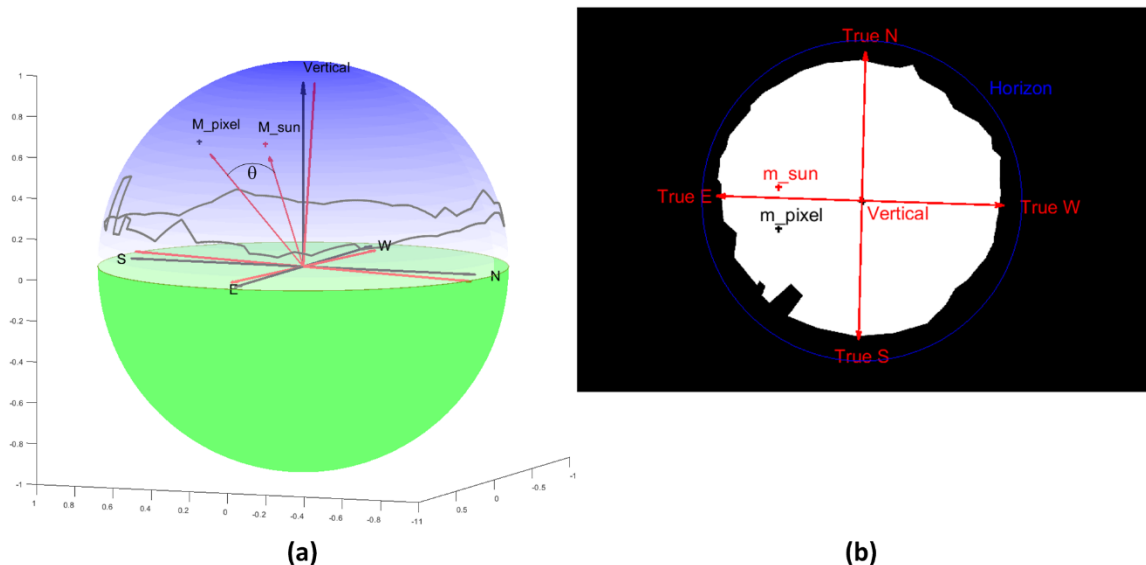 Vertical
M_pixel
M_sun
θ
W
S
N
E
1
0.8
0.6
0.4
0.2
0
-0.2
-0.4
-0.6
-0.8
-1
1
0.8
0.6
0.4
0.2
0
-0.2
-0.4
-0.6
-0.8
-11
0.5
0
-0.5
-1
(a)
True N
Horizon
m_sun
True E
True W
Vertical
m_pixel
True S
(b)